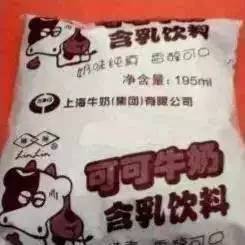 含乳饮料
奶味纯真 香醇可口
净含量:195ml
上海牛奶(集团)有限公司
LinLin
可可牛奶
含乳饮料